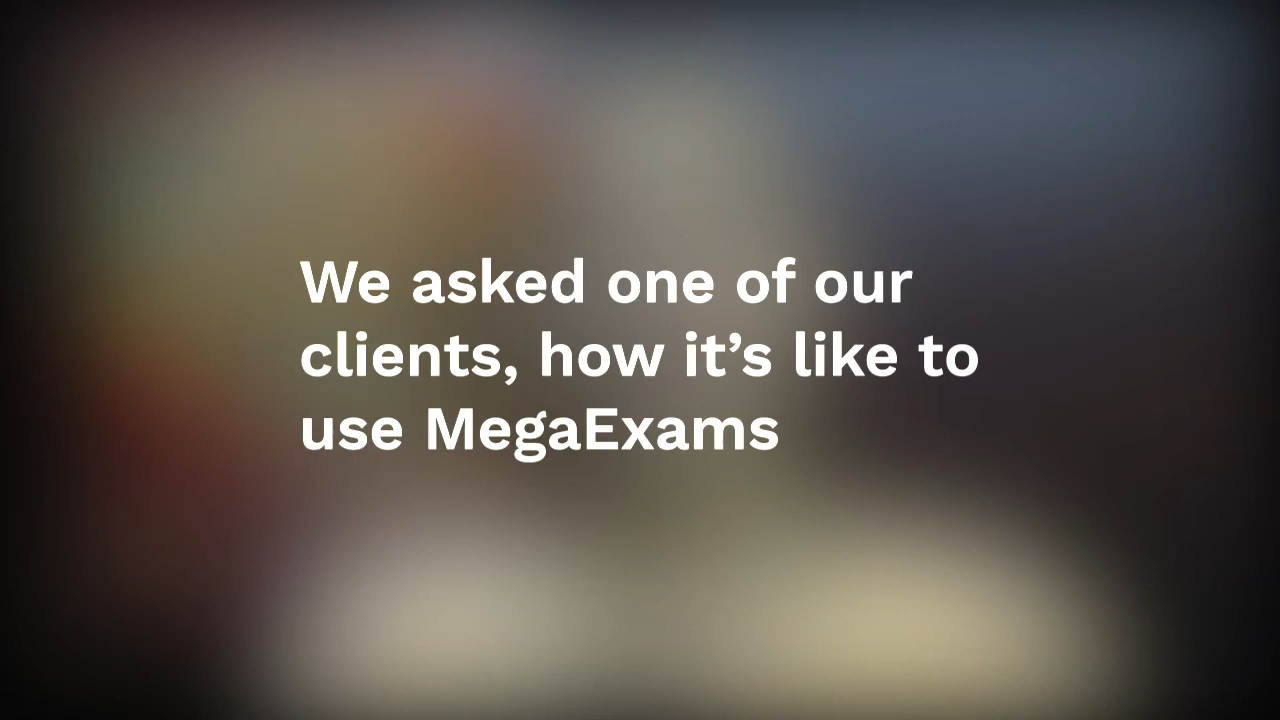 We asked one of our
clients, how it’s like to
use MegaExams